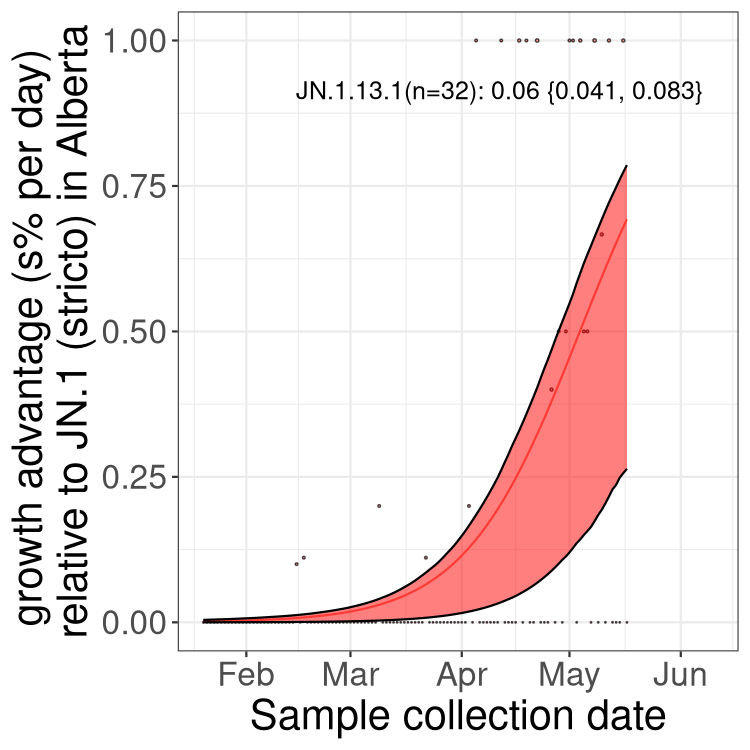 growth advantage (s% per day)
relative to JN.1 (stricto) in Alberta
1.00
0.75
0.50
0.25
0.00
JN.1.13.1(n=32): 0.06 {0.041, 0.083}
Feb Mar Apr May Jun
Sample collection date